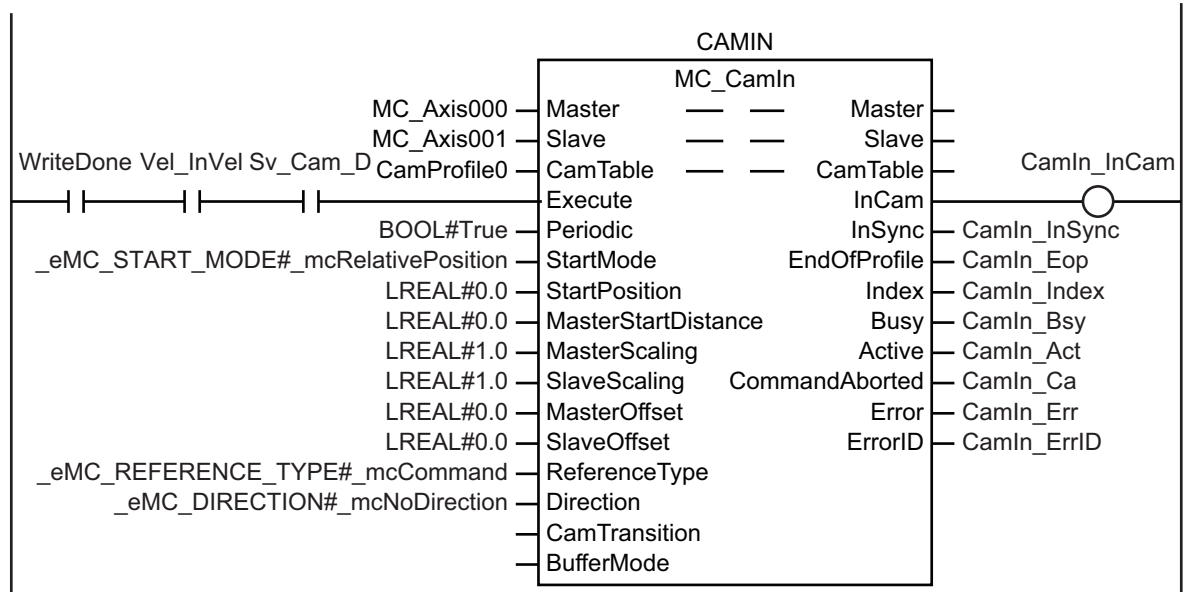 CAMIN
MC_CamIn
MC_Axis000 Master Master
MC_Axis001 Slave Slave
WriteDone Vel_InVel Sv_Cam_D CamProfile0 CamTable CamTable CamIn_InCam
Execute InCam
BOOL#True Periodic InSync CamIn_InSync
_eMC_START_MODE#_mcRelativePosition StartMode EndOfProfile CamIn_Eop
LREAL#0.0 StartPosition Index CamIn_Index
LREAL#0.0 MasterStartDistance Busy CamIn_Bsy
LREAL#1.0 MasterScaling Active CamIn_Act
LREAL#1.0 SlaveScaling CommandAborted CamIn_Ca
LREAL#0.0 MasterOffset Error CamIn_Err
LREAL#0.0 SlaveOffset ErrorID CamIn_ErrID
_eMC_REFERENCE_TYPE#_mcCommand ReferenceType
_eMC_DIRECTION#_mcNoDirection Direction
CamTransition
BufferMode